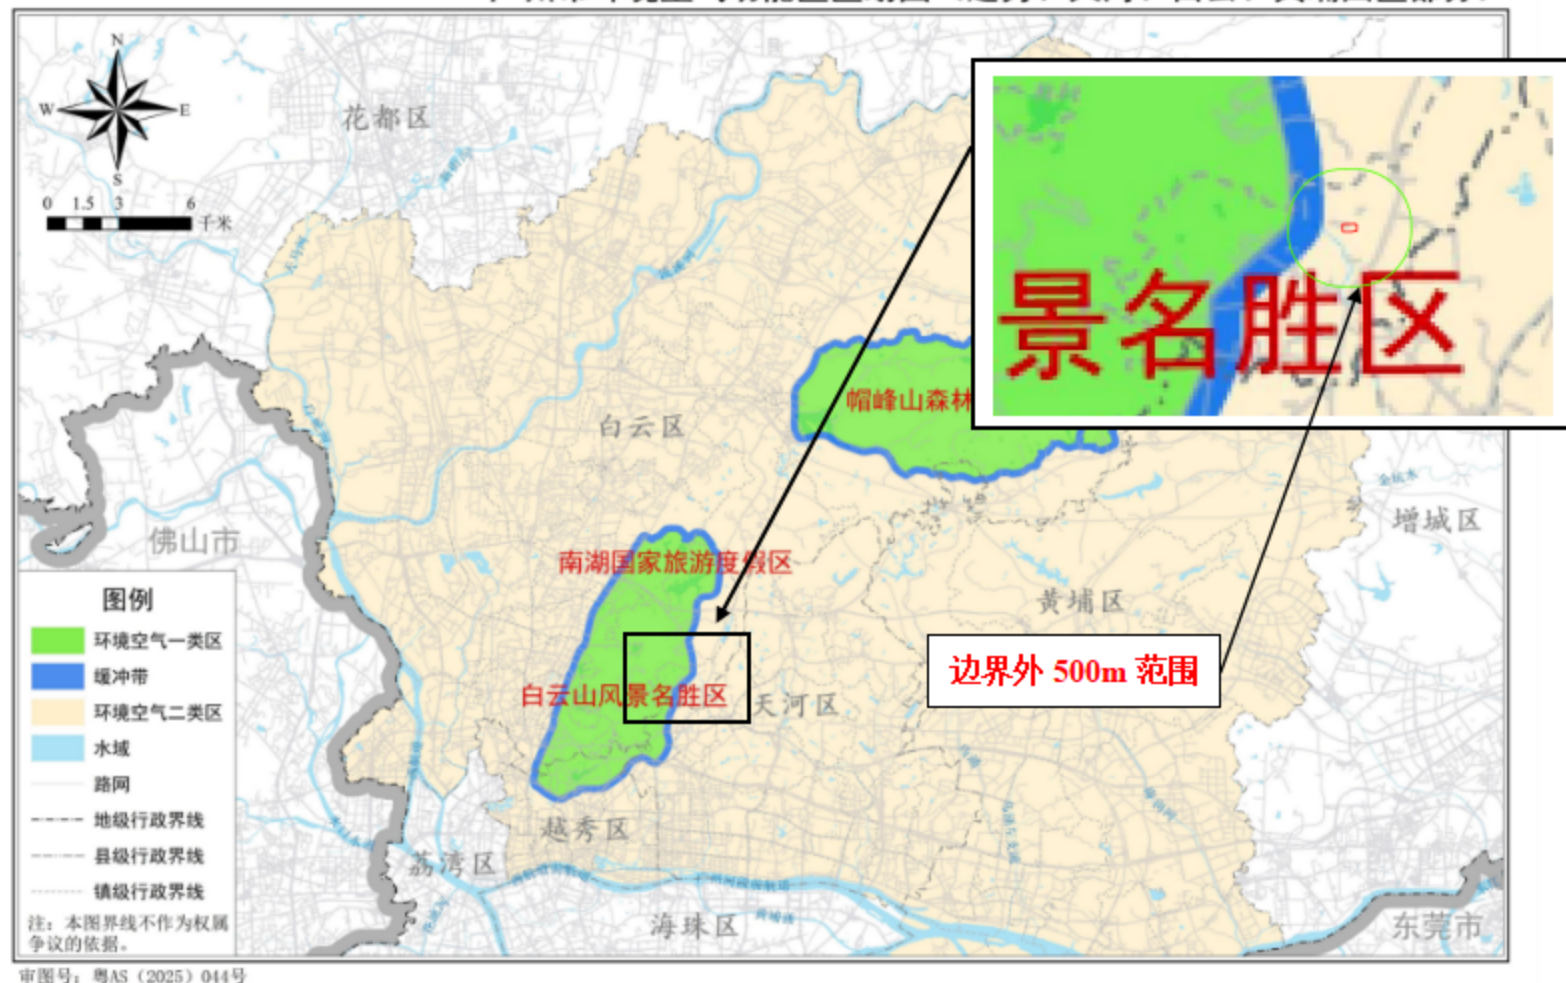 N
W
E
S
0 1.5 3 6
千米
花都区
景名胜区
帽峰山森林
白云区
佛山市
增城区
南湖国家旅游度假区
黄埔区
边界外 500m 范围
白云山风景名胜区
天河区
越秀区
荔湾区
海珠区
东莞市
图例
环境空气一类区
缓冲带
环境空气二类区
水域
路网
地级行政界线
县级行政界线
镇级行政界线
注：本图界线不作为权属
争议的依据。
审图号：粤AS（2025）044号